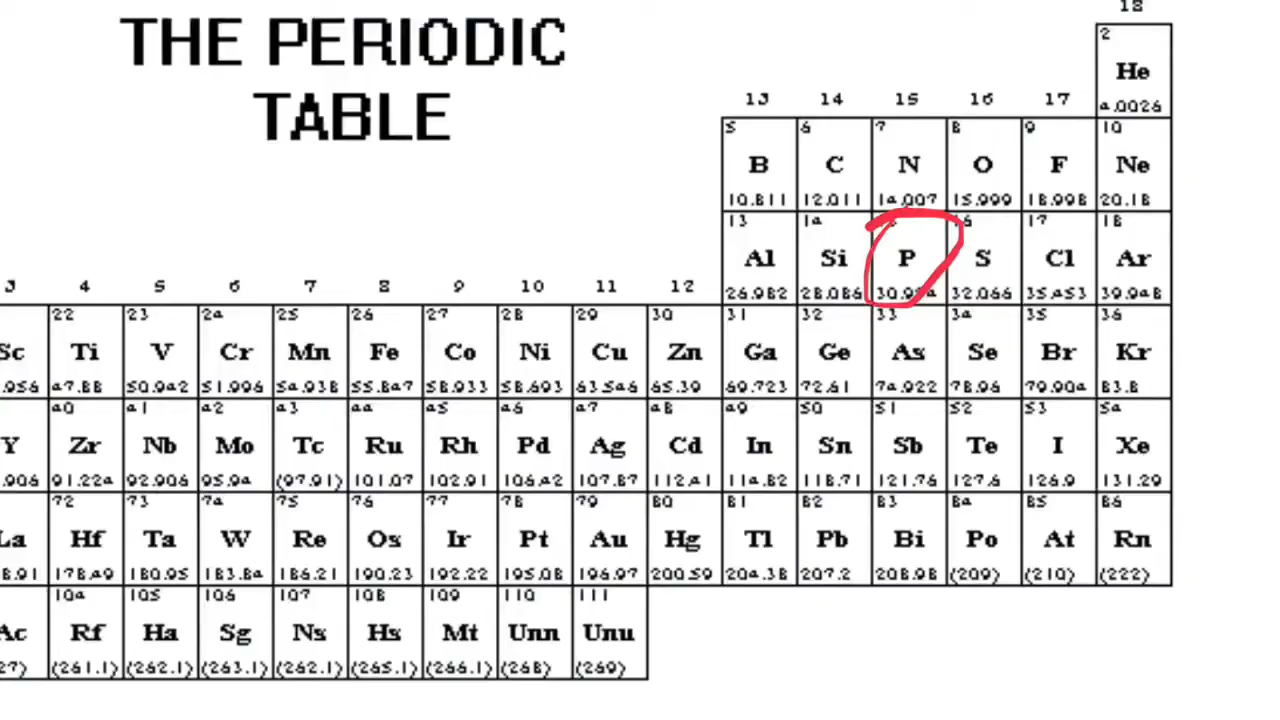 18
THE PERIODIC
TABLE
2
He
4.0026
13 14 15 16 17
5 6 7 8 9 10
B C N O F Ne
10.811 12.011 14.007 15.999 18.998 20.18
13 14 16 17 18
Al Si P S Cl Ar
26.982 28.086 32.066 35.453 39.948
3 4 5 6 7 8 9 10 11 12
22 23 24 25 26 27 28 29 30 31 32 33 34 35 36
Sc Ti V Cr Mn Fe Co Ni Cu Zn Ga Ge As Se Br Kr
.956 47.88 50.942 51.996 54.938 55.847 58.933 58.693 63.546 65.39 69.723 72.61 74.922 78.96 79.904 83.8
40 41 42 43 44 45 46 47 48 49 50 51 52 53 54
Y Zr Nb Mo Tc Ru Rh Pd Ag Cd In Sn Sb Te I Xe
.906 91.224 92.906 95.94 (97.91) 101.07 102.91 106.42 107.87 112.41 114.82 118.71 121.76 127.6 126.9 131.29
72 73 74 75 76 77 78 79 80 81 82 83 84 85 86
La Hf Ta W Re Os Ir Pt Au Hg Tl Pb Bi Po At Rn
8.91 178.49 180.95 183.84 186.21 190.23 192.22 195.08 196.97 200.59 204.38 207.2 208.98 (209) (210) (222)
104 105 106 107 108 109 110 111
Ac Rf Ha Sg Ns Hs Mt Unn Unu
27) (261.1) (262.1) (263.1) (262.1) (265.1) (266.1) (268) (269)